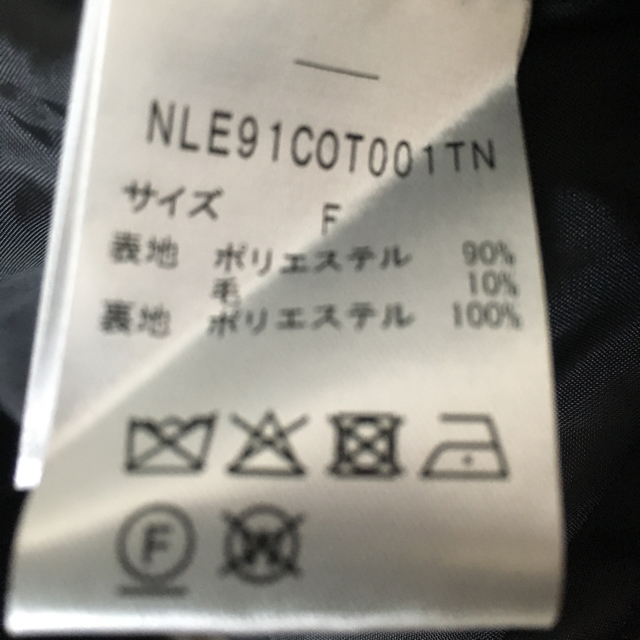 NLE91COT001TN
サイズ F
表地 ポリエステル 90%
毛 10%
裏地 ポリエステル 100%
F W